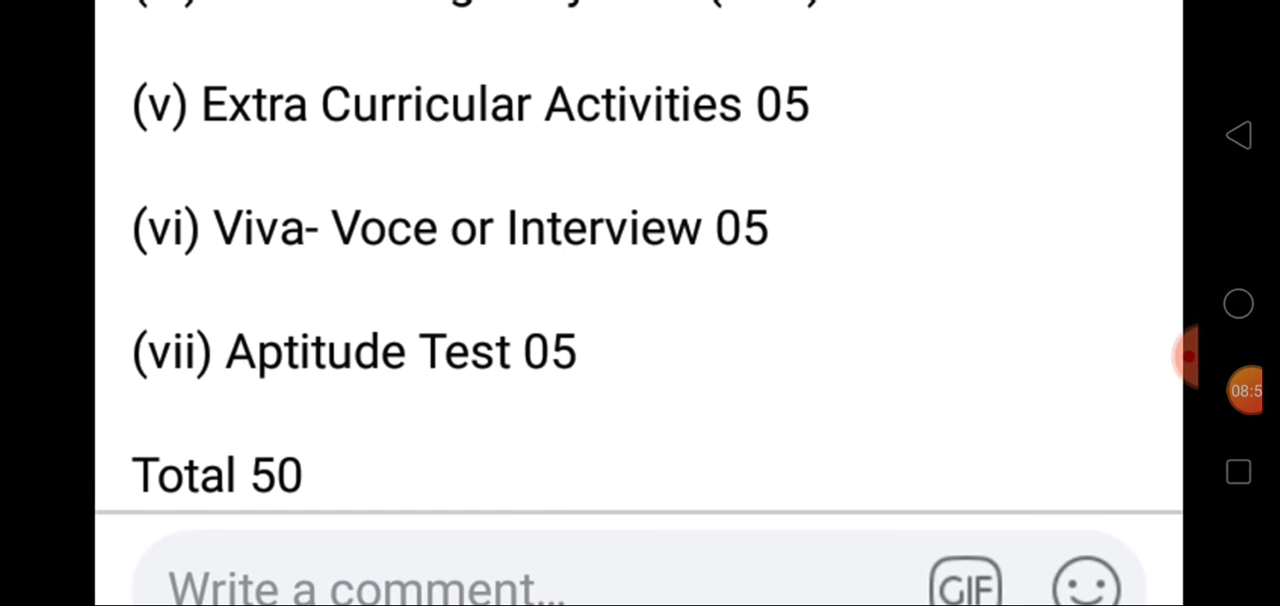 (v) Extra Curricular Activities 05
(vi) Viva- Voce or Interview 05
(vii) Aptitude Test 05
Total 50
Write a comment...
GIF
08:5